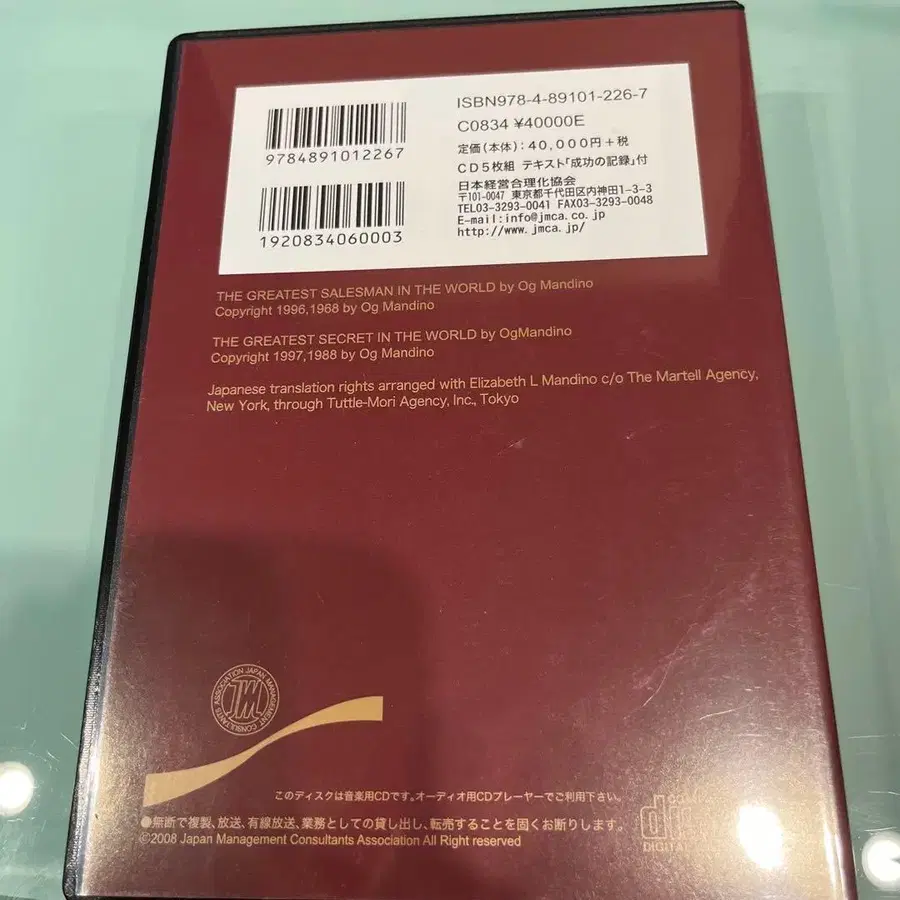 ISBN978-4-89101-226-7
C0834 ¥40000E
定価(本体):40,000円+税
CD5枚組 テキスト「成功の記録」付
日本経営合理化協会
〒101-0047 東京都千代田区内神田1-3-3
TEL03-3293-0041 FAX03-3293-0048
E-mail:info@jmca.co.jp
http://www.jmca.jp/
9784891012267
1920834060003
THE GREATEST SALESMAN IN THE WORLD by Og Mandino
Copyright 1996,1968 by Og Mandino
THE GREATEST SECRET IN THE WORLD by OgMandino
Copyright 1997,1988 by Og Mandino
Japanese translation rights arranged with Elizabeth L Mandino c/o The Martell Agency,
New York, through Tuttle-Mori Agency, Inc., Tokyo
ASSOCIATION JAPAN MANAGEMENT CONSULTANTS
JM
このディスクは音楽用CDです。オーディオ用CDプレーヤーでご利用下さい。
●無断で複製、放送、有線放送、業務としての貸し出し、転売することを固くお断りします。
©2008 Japan Management Consultants Association All Right reserved
DIGITAL